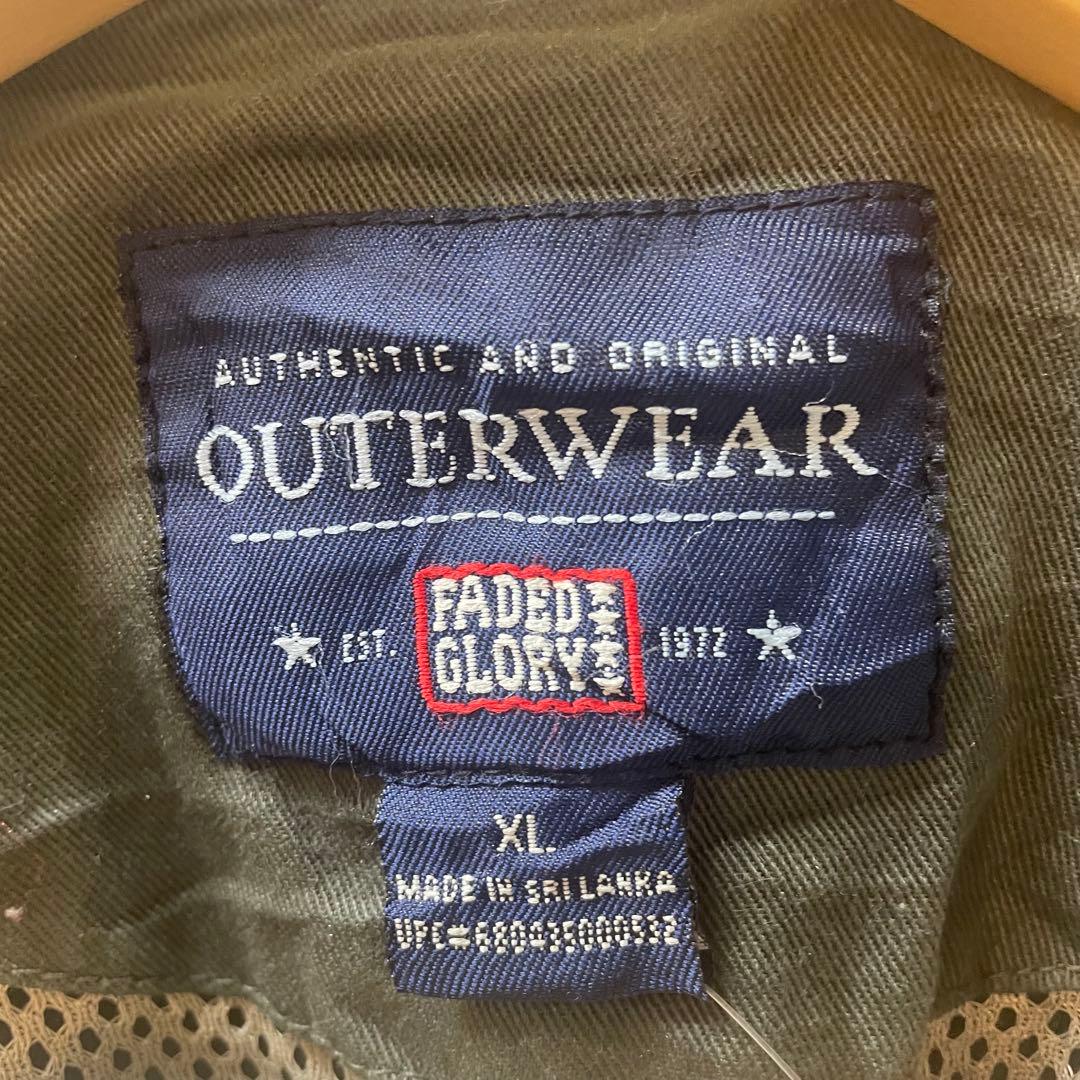 AUTHENTIC AND ORIGINAL
OUTERWEAR
EST. FADED GLORY 1972
XL.
MADE IN SRI LANKA